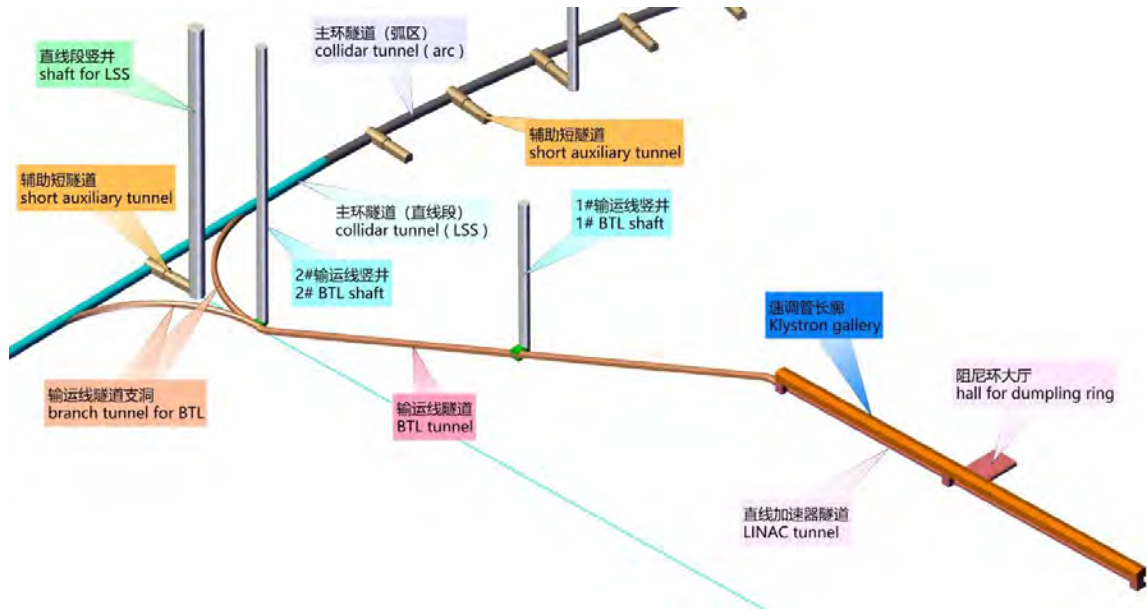 直线段竖井
shaft for LSS
主环隧道（弧区）
collidar tunnel ( arc )
辅助短隧道
short auxiliary tunnel
辅助短隧道
short auxiliary tunnel
主环隧道（直线段）
collidar tunnel ( LSS )
1#输运线竖井
1# BTL shaft
2#输运线竖井
2# BTL shaft
速调管长廊
Klystron gallery
阻尼环大厅
hall for dumpling ring
输运线隧道支洞
branch tunnel for BTL
输运线隧道
BTL tunnel
直线加速器隧道
LINAC tunnel